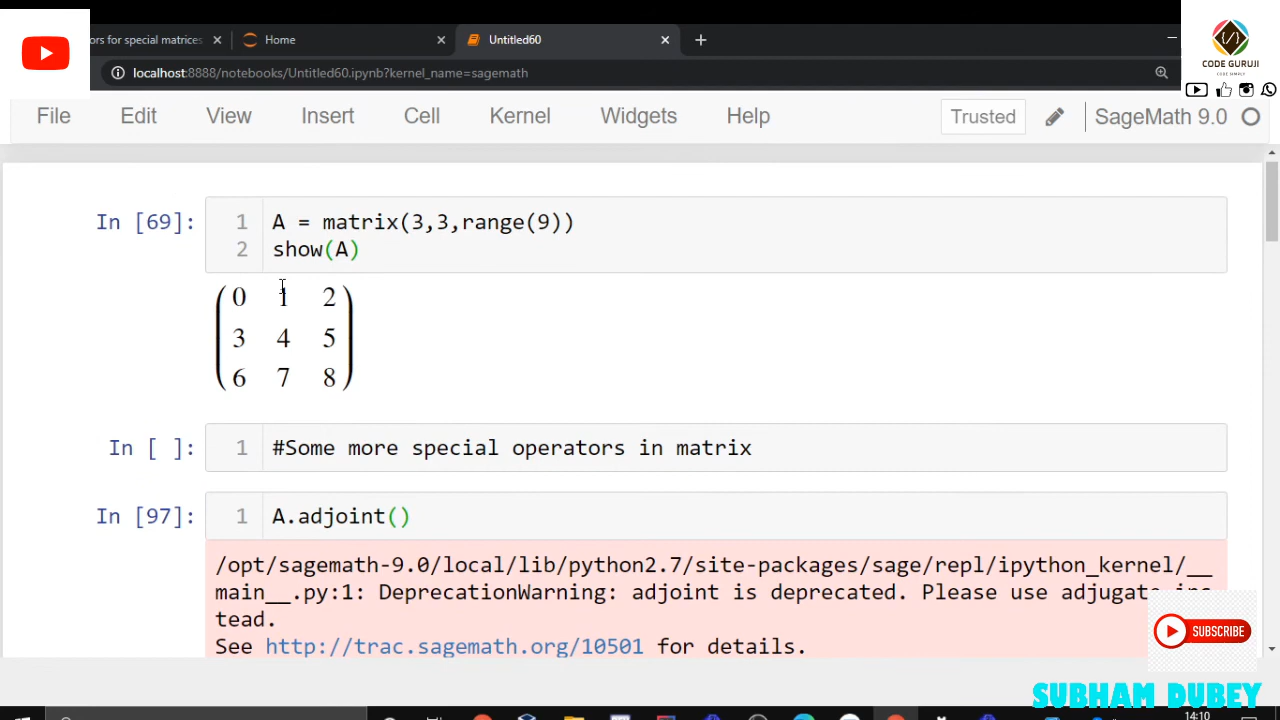 ors for special matrices
Home
Untitled60
localhost:8888/notebooks/Untitled60.ipynb?kernel_name=sagemath
CODE GURUJI
CODE SIMPLY
File Edit View Insert Cell Kernel Widgets Help Trusted SageMath 9.0
In [69]:
1 A = matrix(3,3,range(9))
2 show(A)
0 1 2
3 4 5
6 7 8
In [ ]:
1 #Some more special operators in matrix
In [97]:
1 A.adjoint()
/opt/sagemath-9.0/local/lib/python2.7/site-packages/sage/repl/ipython_kernel/__
main__.py:1: DeprecationWarning: adjoint is deprecated. Please use adjugate
tead.
See http://trac.sagemath.org/10501 for details.
SUBSCRIBE
SUBHAM DUBEY
14:10